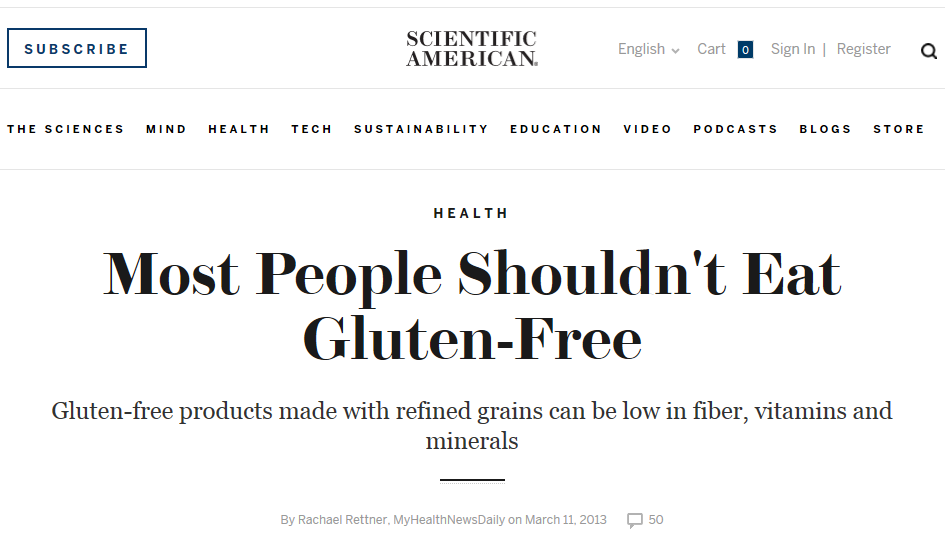 SUBSCRIBE
SCIENTIFIC
AMERICAN®
English
Cart 0
Sign In | Register
THE SCIENCES MIND HEALTH TECH SUSTAINABILITY EDUCATION VIDEO PODCASTS BLOGS STORE
HEALTH
Most People Shouldn't Eat
Gluten-Free
Gluten-free products made with refined grains can be low in fiber, vitamins and
minerals
By Rachael Rettner, MyHealthNewsDaily on March 11, 2013 50